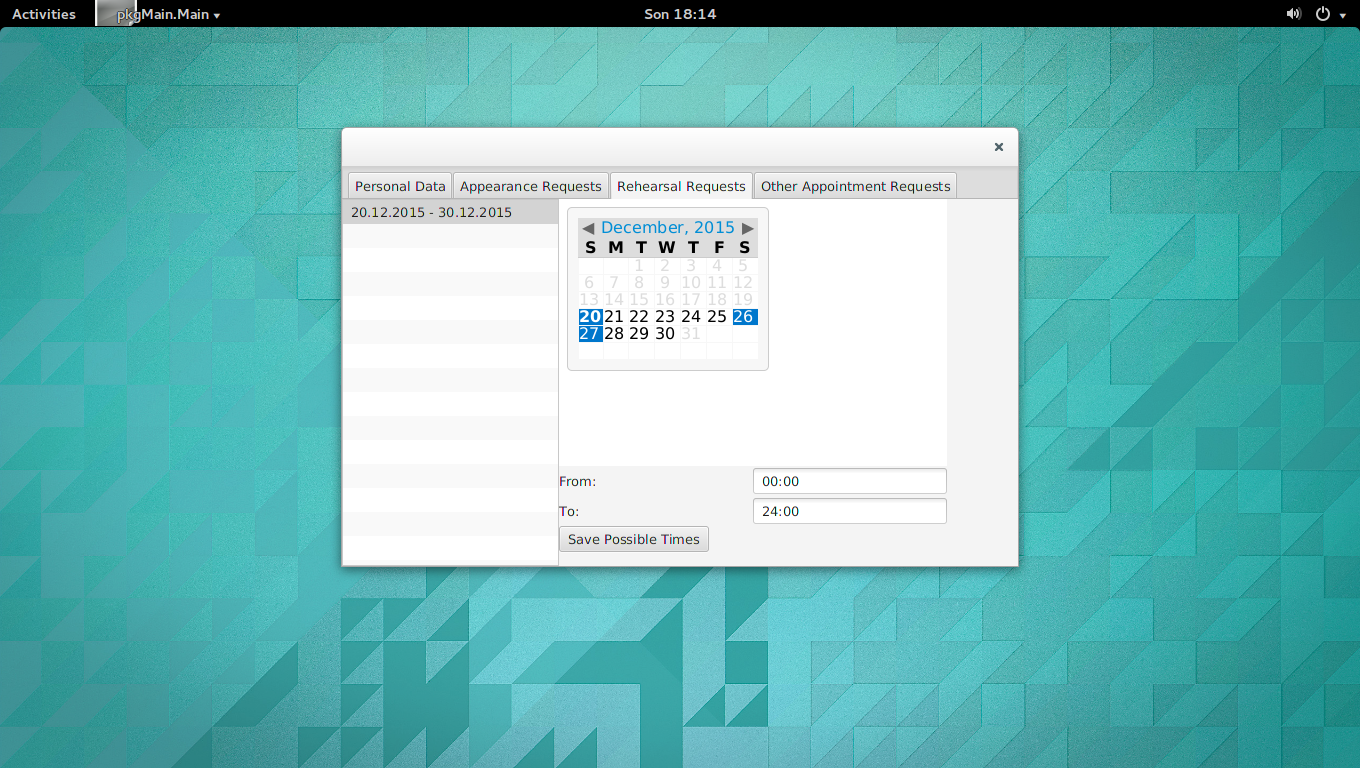 Activities pkgMain.Main Son 18:14
Personal Data Appearance Requests Rehearsal Requests Other Appointment Requests
20.12.2015 - 30.12.2015
December, 2015
S M T W T F S
1 2 3 4 5
6 7 8 9 10 11 12
13 14 15 16 17 18 19
20 21 22 23 24 25 26
27 28 29 30 31
From: 00:00
To: 24:00
Save Possible Times